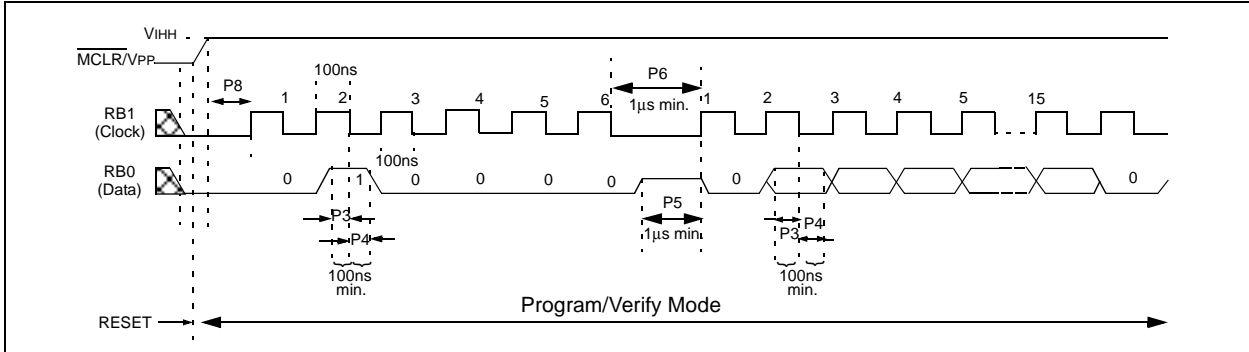 VIHH
MCLR/VPP
P8
100ns
P6
1µs min.
RB1
(Clock)
1 2 3 4 5 6 1 2 3 4 5 15
100ns
RB0
(Data)
0 1 0 0 0 0 0 0
P5
1µs min.
P3
P4
100ns
min.
P3
P4
100ns
min.
RESET
Program/Verify Mode